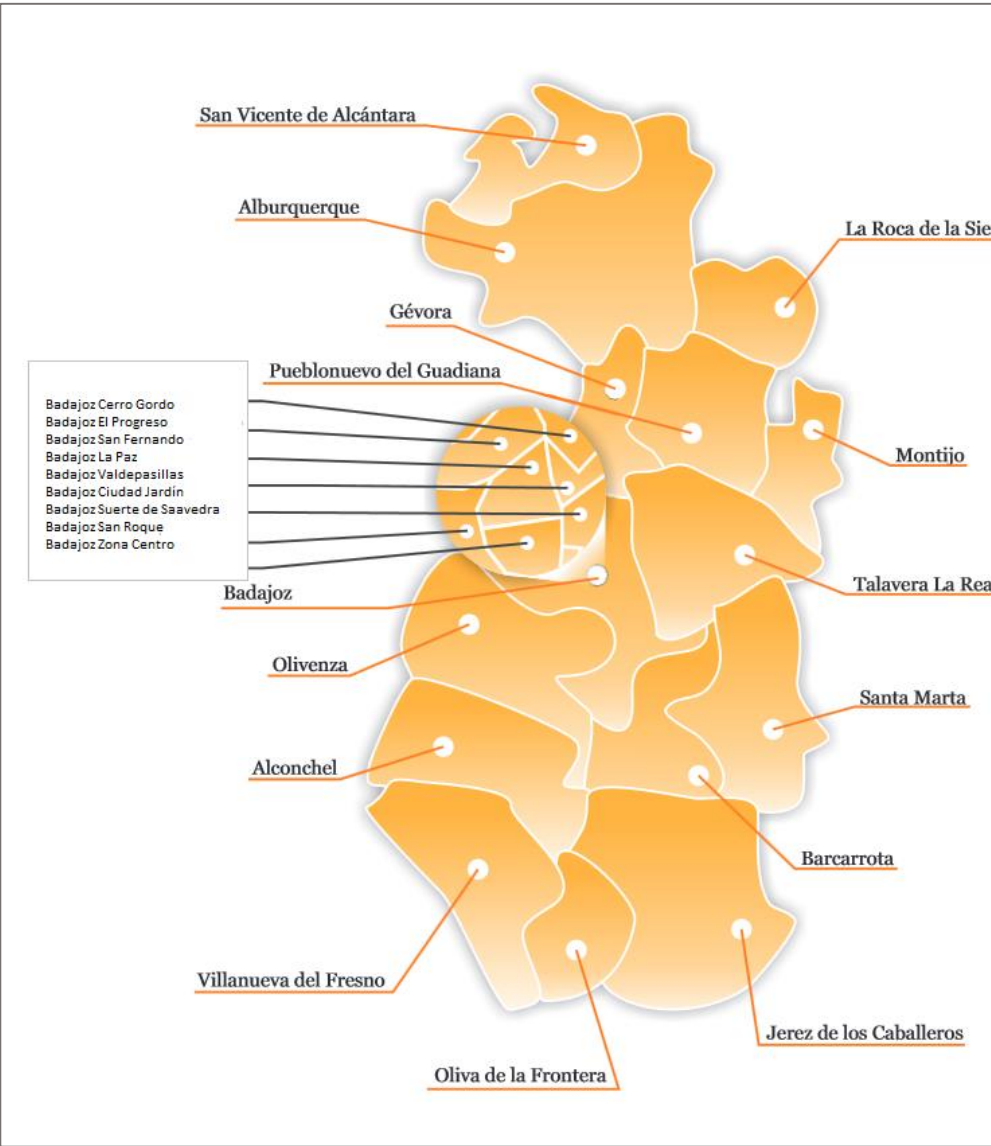 San Vicente de Alcántara
Alburquerque
La Roca de la Sie
Gévora
Pueblonuevo del Guadiana
Badajoz Cerro Gordo
Badajoz El Progreso
Badajoz San Fernando
Badajoz La Paz
Badajoz Valdepasillas
Badajoz Ciudad Jardín
Badajoz Suerte de Saavedra
Badajoz San Roque
Badajoz Zona Centro
Montijo
Badajoz
Talavera La Rea
Olivenza
Santa Marta
Alconchel
Barcarrota
Villanueva del Fresno
Jerez de los Caballeros
Oliva de la Frontera